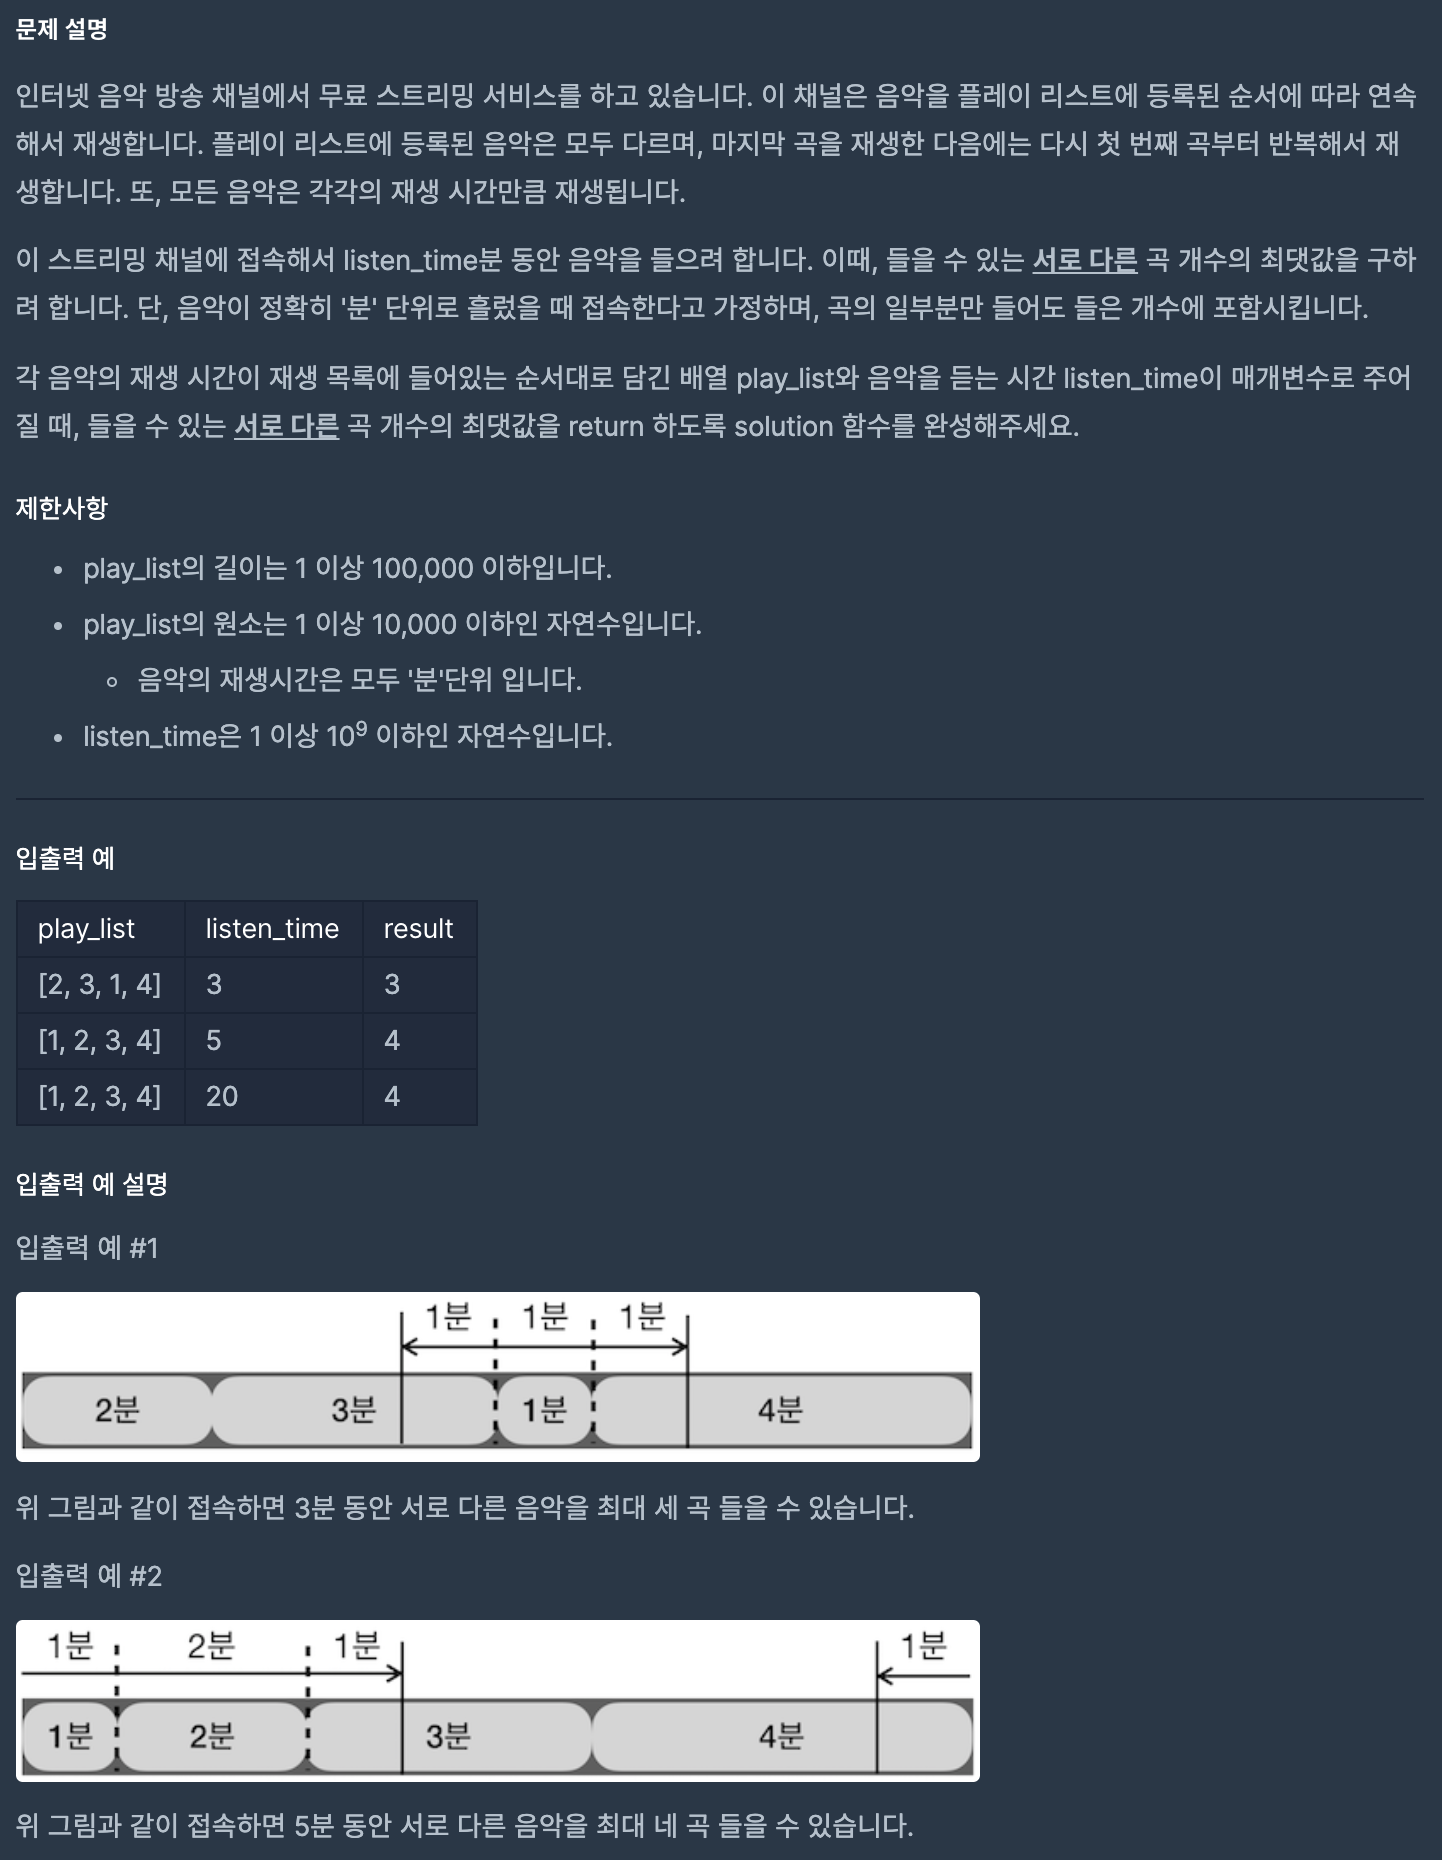 문제 설명
인터넷 음악 방송 채널에서 무료 스트리밍 서비스를 하고 있습니다. 이 채널은 음악을 플레이 리스트에 등록된 순서에 따라 연속
해서 재생합니다. 플레이 리스트에 등록된 음악은 모두 다르며, 마지막 곡을 재생한 다음에는 다시 첫 번째 곡부터 반복해서 재
생합니다. 또, 모든 음악은 각각의 재생 시간만큼 재생됩니다.
이 스트리밍 채널에 접속해서 listen_time분 동안 음악을 들으려 합니다. 이때, 들을 수 있는 서로 다른 곡 개수의 최댓값을 구하
려 합니다. 단, 음악이 정확히 '분' 단위로 흘렀을 때 접속한다고 가정하며, 곡의 일부분만 들어도 들은 개수에 포함시킵니다.
각 음악의 재생 시간이 재생 목록에 들어있는 순서대로 담긴 배열 play_list와 음악을 듣는 시간 listen_time이 매개변수로 주어
질 때, 들을 수 있는 서로 다른 곡 개수의 최댓값을 return 하도록 solution 함수를 완성해주세요.
제한사항
• play_list의 길이는 1 이상 100,000 이하입니다.
• play_list의 원소는 1 이상 10,000 이하인 자연수입니다.
◦ 음악의 재생시간은 모두 '분'단위 입니다.
• listen_time은 1 이상 10⁹ 이하인 자연수입니다.
입출력 예
play_list listen_time result
[2, 3, 1, 4] 3 3
[1, 2, 3, 4] 5 4
[1, 2, 3, 4] 20 4
입출력 예 설명
입출력 예 #1
1분 1분 1분
2분 3분 1분 4분
위 그림과 같이 접속하면 3분 동안 서로 다른 음악을 최대 세 곡 들을 수 있습니다.
입출력 예 #2
1분 2분 1분 1분
1분 2분 3분 4분
위 그림과 같이 접속하면 5분 동안 서로 다른 음악을 최대 네 곡 들을 수 있습니다.